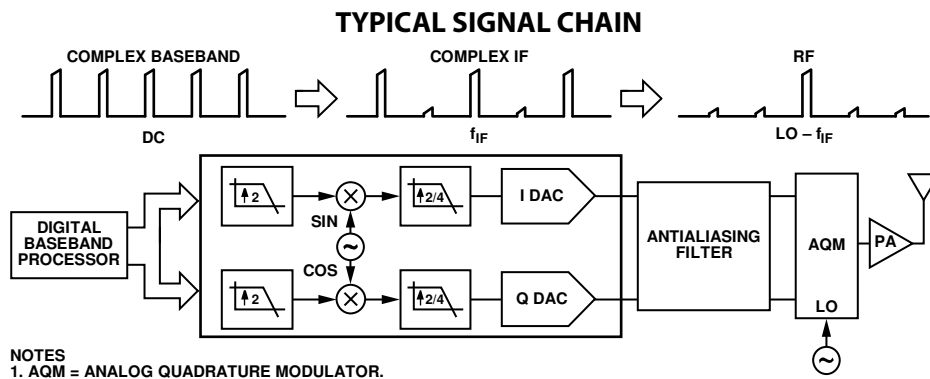 TYPICAL SIGNAL CHAIN
COMPLEX BASEBAND
COMPLEX IF
RF
DC
fIF
LO – fIF
DIGITAL
BASEBAND
PROCESSOR
2
SIN
2/4
I DAC
COS
2
2/4
Q DAC
ANTIALIASING
FILTER
AQM
LO
PA
NOTES
1. AQM = ANALOG QUADRATURE MODULATOR.